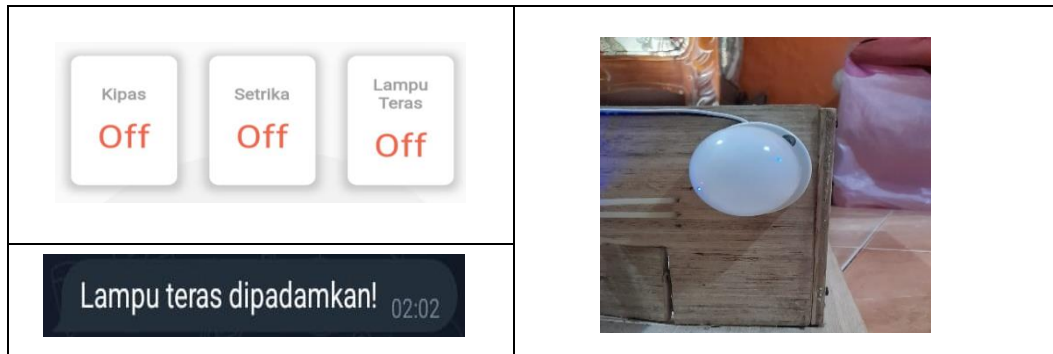 Kipas
Off
Setrika
Off
Lampu
Teras
Off
Lampu teras dipadamkan! 02:02